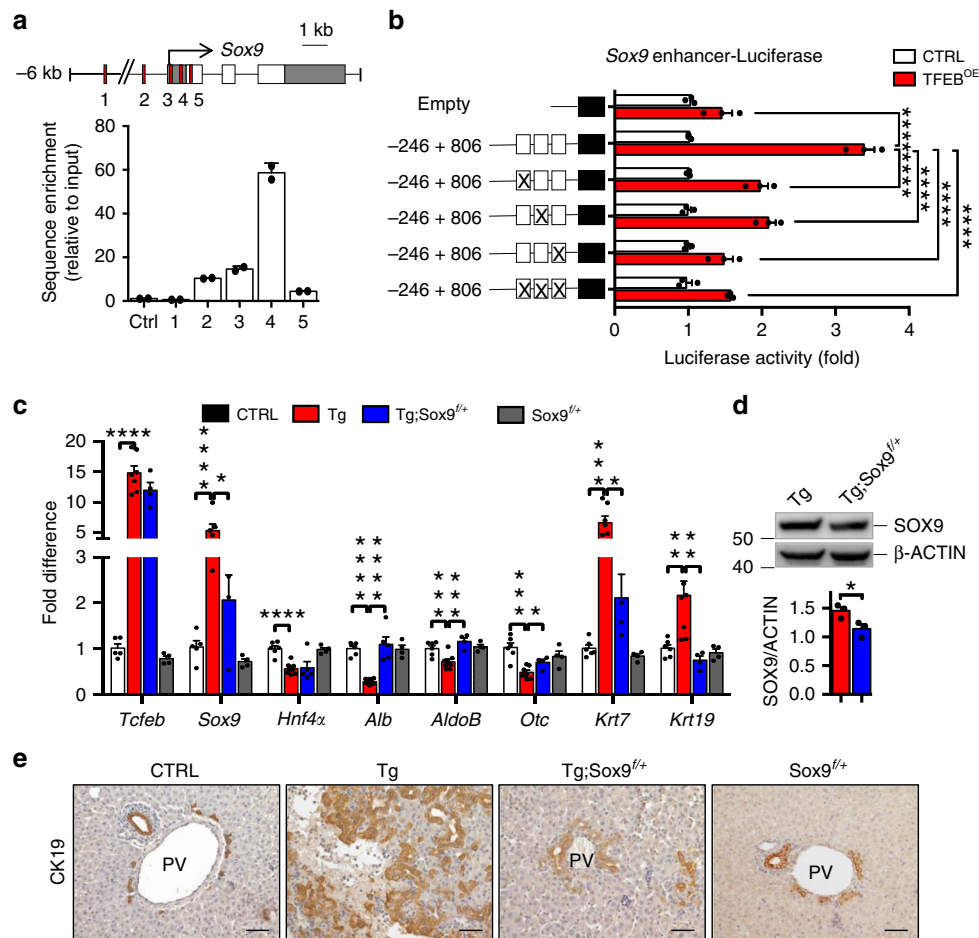 a
1 kb
Sox9
–6 kb
1 2 3 4 5
Sequence enrichment
(relative to input)
80
60
40
20
0
Ctrl 1 2 3 4 5
b
Sox9 enhancer-Luciferase
CTRL
TFEB^OE
Empty
–246 + 806
–246 + 806
X
–246 + 806
X
–246 + 806
X
–246 + 806
X X X
0 1 2 3 4
Luciferase activity (fold)
****
****
****
****
****
c
CTRL Tg Tg;Sox9^f/+ Sox9^f/+
Fold difference
20
15
10
5
2
1
0
**** **** * **** **** **** ** ** *** * *** * ** **
Tcfeb Sox9 Hnf4α Alb AldoB Otc Krt7 Krt19
d
Tg Tg;Sox9^f/+
50 SOX9
40 β-ACTIN
SOX9/ACTIN
*
1.5
1.0
0.0
e
CTRL Tg Tg;Sox9^f/+ Sox9^f/+
CK19
PV PV PV